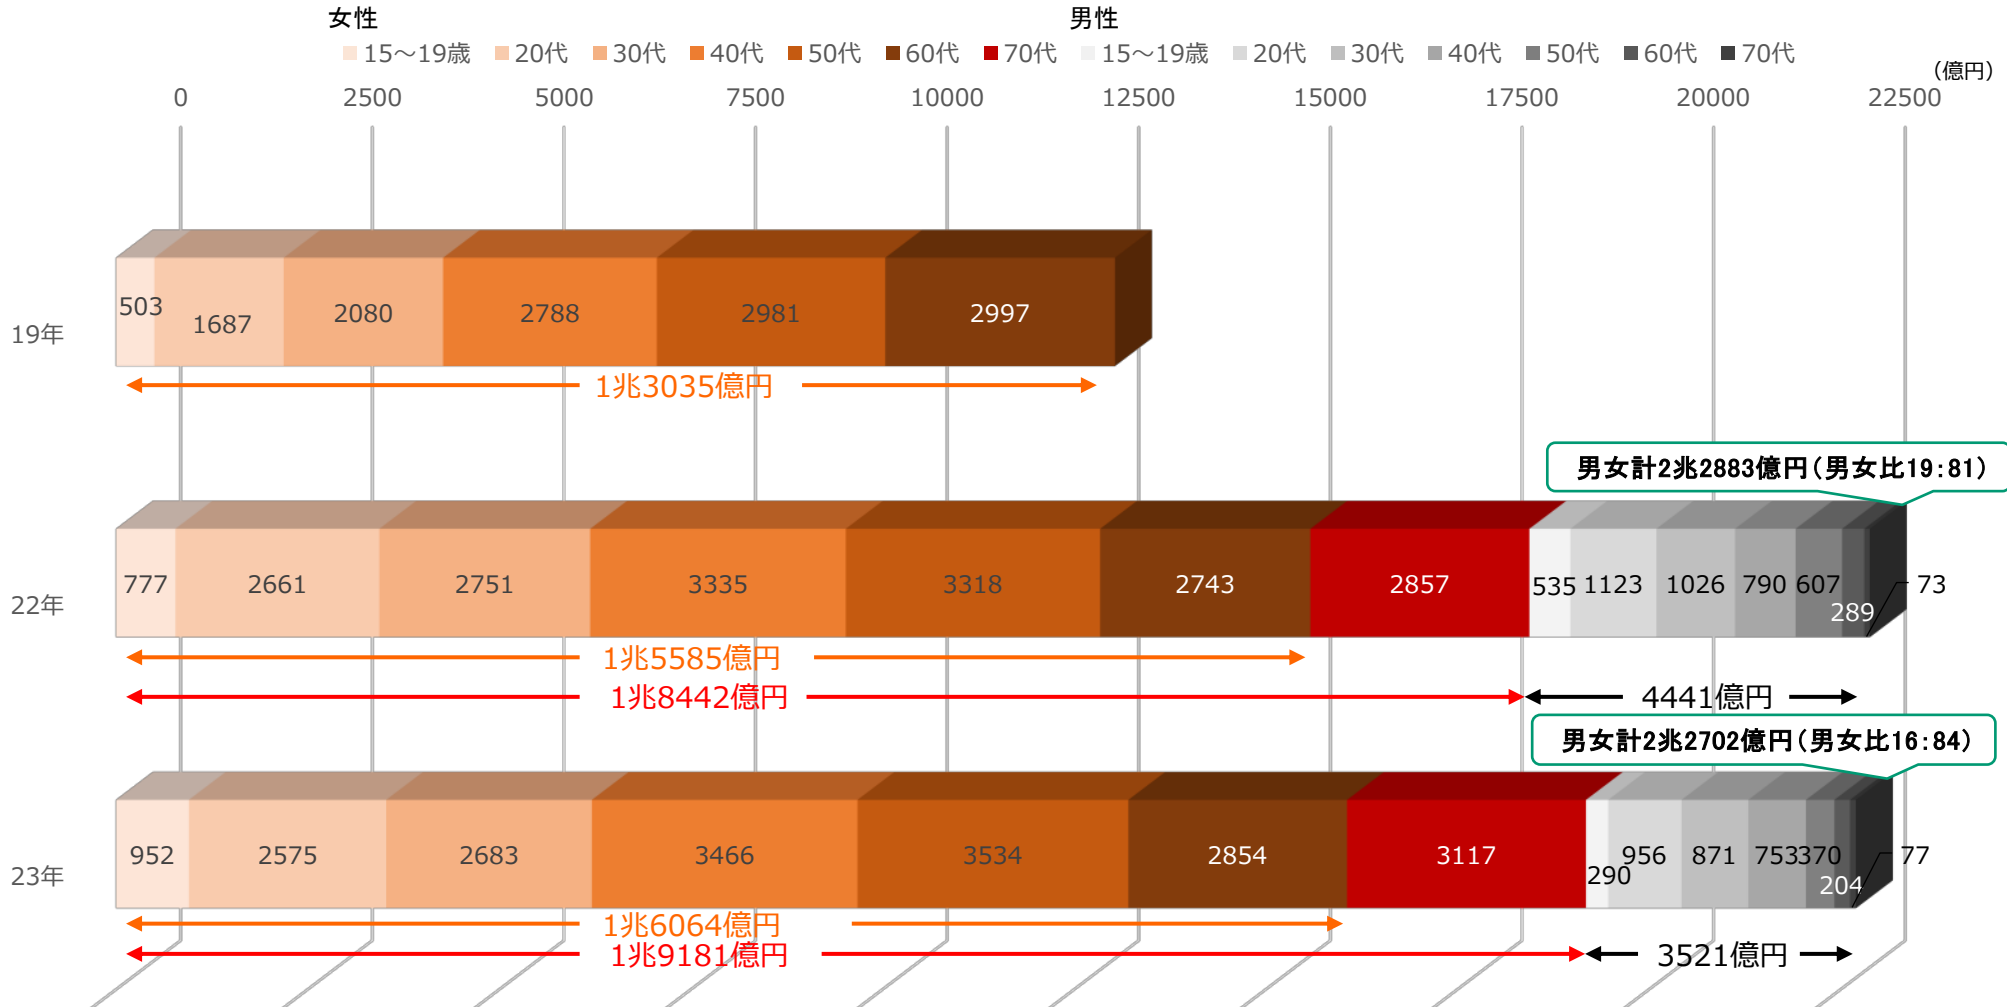 女性 男性
15～19歳 20代 30代 40代 50代 60代 70代 15～19歳 20代 30代 40代 50代 60代 70代
（億円）
0 2500 5000 7500 10000 12500 15000 17500 20000 22500
19年
503 1687 2080 2788 2981 2997
1兆3035億円
男女計2兆2883億円（男女比19：81）
22年
777 2661 2751 3335 3318 2743 2857 535 1123 1026 790 607 289 73
1兆5585億円
1兆8442億円 4441億円
男女計2兆2702億円（男女比16：84）
23年
952 2575 2683 3466 3534 2854 3117 290 956 871 753 370 204 77
1兆6064億円
1兆9181億円 3521億円